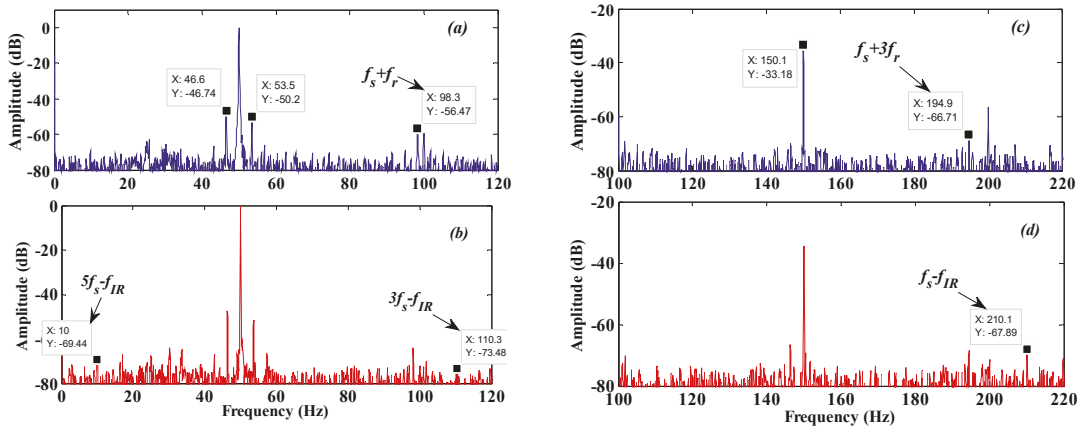 0
-20
-40
-60
-80
Amplitude (dB)
(a)
X: 46.6
Y: -46.74
X: 53.5
Y: -50.2
fs+fr
X: 98.3
Y: -56.47
0 20 40 60 80 100 120
-20
-40
-60
-80
Amplitude (dB)
(c)
X: 150.1
Y: -33.18
fs+3fr
X: 194.9
Y: -66.71
100 120 140 160 180 200 220
0
-20
-40
-60
-80
Amplitude (dB)
(b)
5fs-fIR
X: 10
Y: -69.44
3fs-fIR
X: 110.3
Y: -73.48
0 20 40 60 80 100 120
Frequency (Hz)
-20
-40
-60
-80
Amplitude (dB)
(d)
fs-fIR
X: 210.1
Y: -67.89
100 120 140 160 180 200 220
Frequency (Hz)